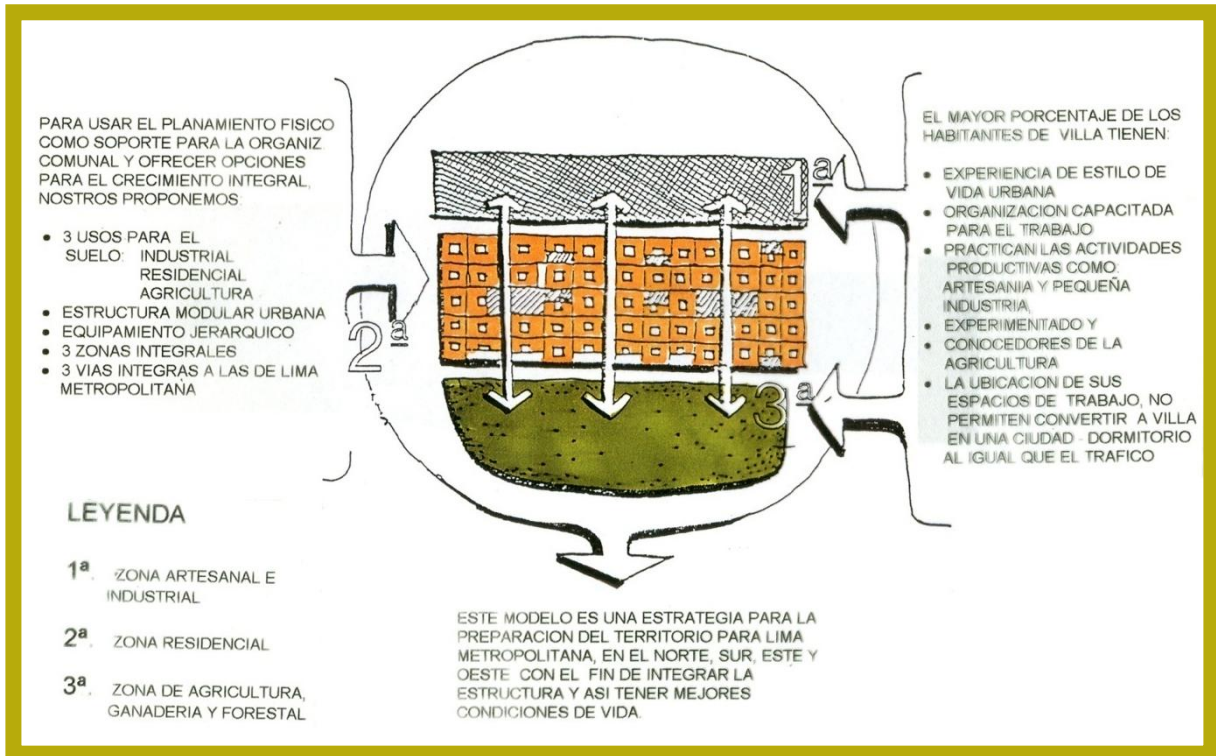 PARA USAR EL PLANAMIENTO FISICO
COMO SOPORTE PARA LA ORGANIZ.
COMUNAL Y OFRECER OPCIONES
PARA EL CRECIMIENTO INTEGRAL,
NOSTROS PROPONEMOS:
• 3 USOS PARA EL
SUELO: INDUSTRIAL
RESIDENCIAL
AGRICULTURA
• ESTRUCTURA MODULAR URBANA
• EQUIPAMIENTO JERARQUICO
• 3 ZONAS INTEGRALES
• 3 VIAS INTEGRAS A LAS DE LIMA
METROPOLITAÑA
1ª
2ª
3ª
EL MAYOR PORCENTAJE DE LOS
HABITANTES DE VILLA TIENEN:
• EXPERIENCIA DE ESTILO DE
VIDA URBANA
• ORGANIZACION CAPACITADA
PARA EL TRABAJO
• PRACTICAN LAS ACTIVIDADES
PRODUCTIVAS COMO:
ARTESANIA Y PEQUEÑA
INDUSTRIA,
• EXPERIMENTADO Y
• CONOCEDORES DE LA
AGRICULTURA
• LA UBICACION DE SUS
ESPACIOS DE TRABAJO, NO
PERMITEN CONVERTIR A VILLA
EN UNA CIUDAD - DORMITORIO
AL IGUAL QUE EL TRAFICO
LEYENDA
1ª. ZONA ARTESANAL E
INDUSTRIAL
2ª. ZONA RESIDENCIAL
3ª. ZONA DE AGRICULTURA,
GANADERIA Y FORESTAL
ESTE MODELO ES UNA ESTRATEGIA PARA LA
PREPARACION DEL TERRITORIO PARA LIMA
METROPOLITANA, EN EL NORTE, SUR, ESTE Y
OESTE CON EL FIN DE INTEGRAR LA
ESTRUCTURA Y ASI TENER MEJORES
CONDICIONES DE VIDA.